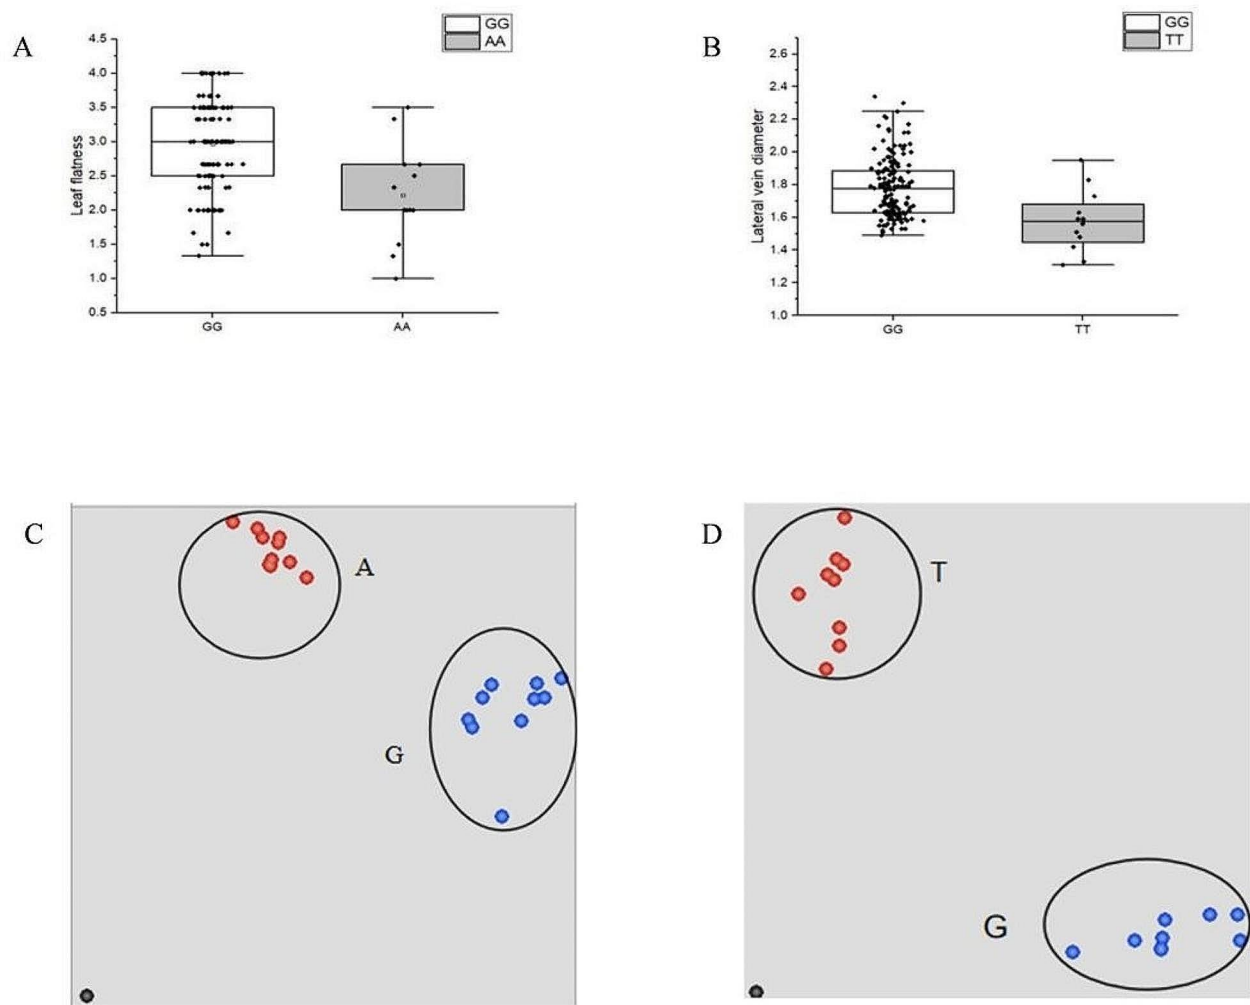 A
GG
AA
Leaf flatness
4.5
4.0
3.5
3.0
2.5
2.0
1.5
1.0
0.5
GG
AA
B
GG
TT
Lateral vein diameter
2.6
2.4
2.2
2.0
1.8
1.6
1.4
1.2
1.0
GG
TT
C
A
G
D
T
G